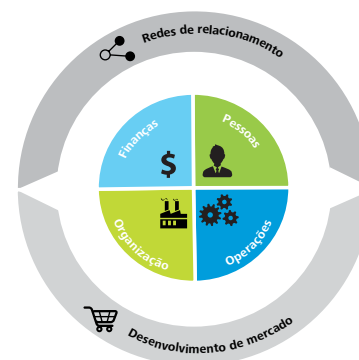 Redes de relacionamento
Finanças
Pessoas
$
Organização
Operações
Desenvolvimento de mercado